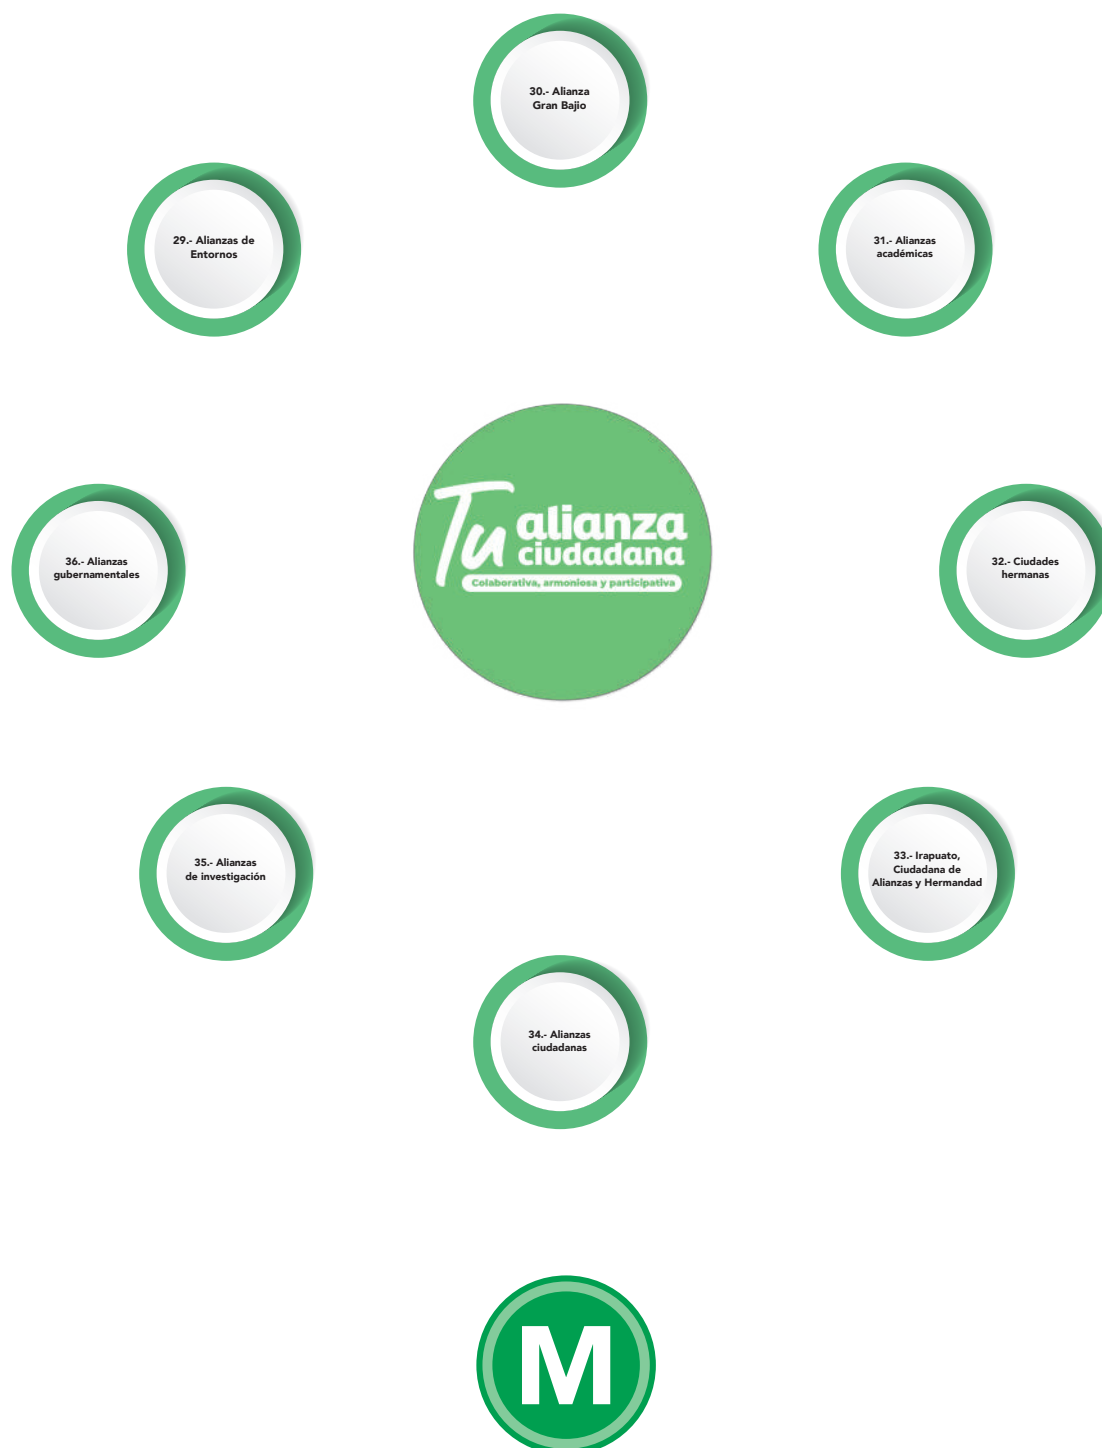 30.- Alianza
Gran Bajio
29.- Alianzas de
Entornos
31.- Alianzas
académicas
Tu alianza
ciudadana
Colaborativa, armoniosa y participativa
36.- Alianzas
gubernamentales
32.- Ciudades
hermanas
35.- Alianzas
de investigación
33.- Irapuato,
Ciudadana de
Alianzas y Hermandad
34.- Alianzas
ciudadanas
M